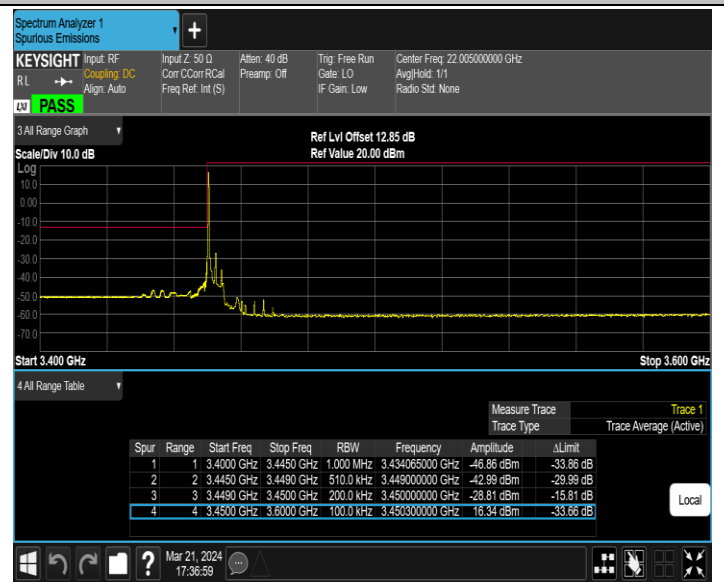 Spectrum Analyzer 1
Spurious Emissions
+
KEYSIGHT Input: RF Input Z: 50 Ω Atten: 40 dB Trig: Free Run Center Freq: 22.005000000 GHz
RL Coupling: DC Corr CCorr RCal Preamp: Off Gate: LO Avg|Hold: 1/1
Align: Auto Freq Ref: Int (S) IF Gain: Low Radio Std: None
LXI PASS
3 All Range Graph
Ref Lvl Offset 12.85 dB
Scale/Div 10.0 dB Ref Value 20.00 dBm
Log
10.0
0.00
-10.0
-20.0
-30.0
-40.0
-50.0
-60.0
-70.0
Start 3.400 GHz Stop 3.600 GHz
4 All Range Table
Measure Trace Trace 1
Trace Type Trace Average (Active)
Spur Range Start Freq Stop Freq RBW Frequency Amplitude ΔLimit
1 1 3.4000 GHz 3.4450 GHz 1.000 MHz 3.434065000 GHz -46.86 dBm -33.86 dB
2 2 3.4450 GHz 3.4490 GHz 510.0 kHz 3.449000000 GHz -42.99 dBm -29.99 dB
3 3 3.4490 GHz 3.4500 GHz 200.0 kHz 3.450000000 GHz -28.81 dBm -15.81 dB
4 4 3.4500 GHz 3.6000 GHz 100.0 kHz 3.450300000 GHz 16.34 dBm -33.66 dB
Local
? Mar 21, 2024
17:36:59